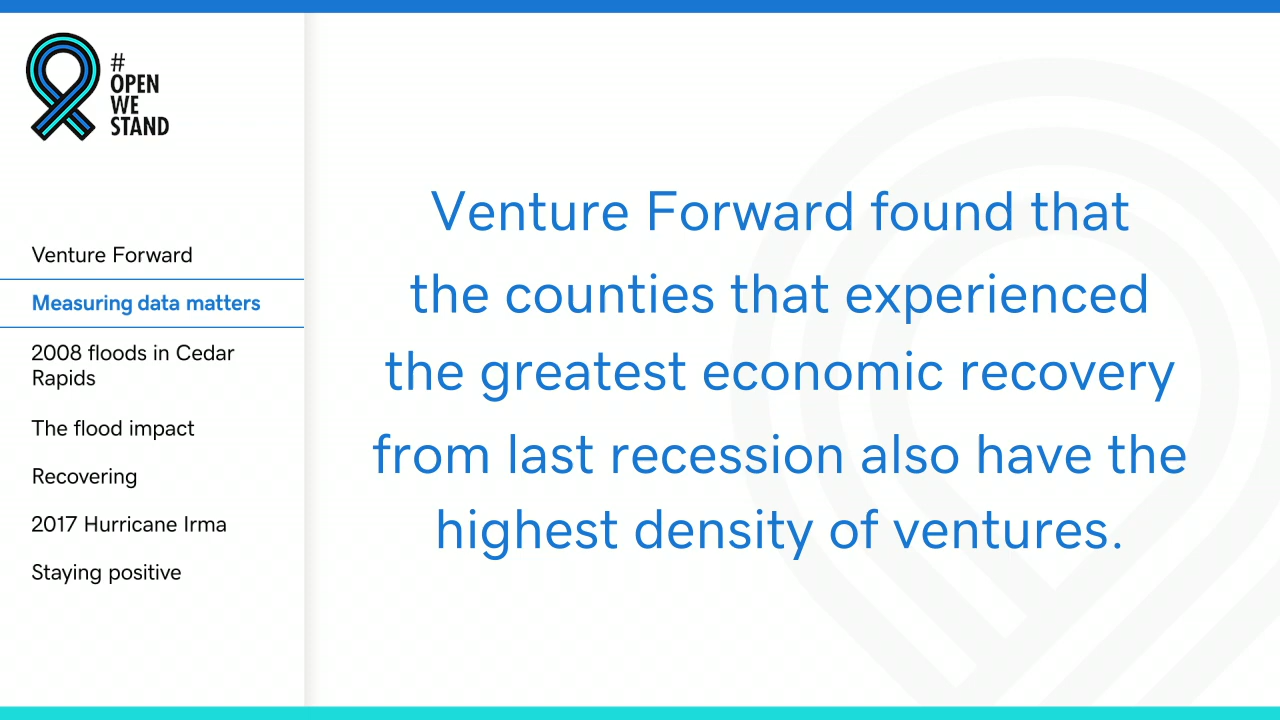 #
OPEN
WE
STAND
Venture Forward
Measuring data matters
2008 floods in Cedar
Rapids
The flood impact
Recovering
2017 Hurricane Irma
Staying positive
Venture Forward found that
the counties that experienced
the greatest economic recovery
from last recession also have the
highest density of ventures.